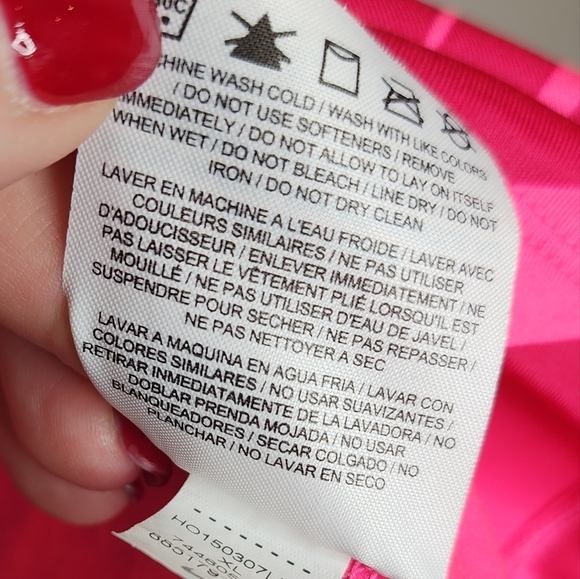 30C
MACHINE WASH COLD / WASH WITH LIKE COLORS
/ DO NOT USE SOFTENERS / REMOVE
IMMEDIATELY / DO NOT ALLOW TO LAY ON ITSELF
WHEN WET / DO NOT BLEACH / LINE DRY / DO NOT
IRON / DO NOT DRY CLEAN
LAVER EN MACHINE A L'EAU FROIDE / LAVER AVEC
COULEURS SIMILAIRES / NE PAS UTILISER
D'ADOUCISSEUR / ENLEVER IMMEDIATEMENT / NE
PAS LAISSER LE VÊTEMENT PLIÉ LORSQU'IL EST
MOUILLÉ / NE PAS UTILISER D'EAU DE JAVEL /
SUSPENDRE POUR SECHER / NE PAS REPASSER /
NE PAS NETTOYER A SEC
LAVAR A MAQUINA EN AGUA FRIA / LAVAR CON
COLORES SIMILARES / NO USAR SUAVIZANTES /
RETIRAR INMEDIATAMENTE DE LA LAVADORA / NO
DOBLAR PRENDA MOJADA / NO USAR
BLANQUEADORES / SECAR COLGADO / NO
PLANCHAR / NO LAVAR EN SECO
HO150307
XL